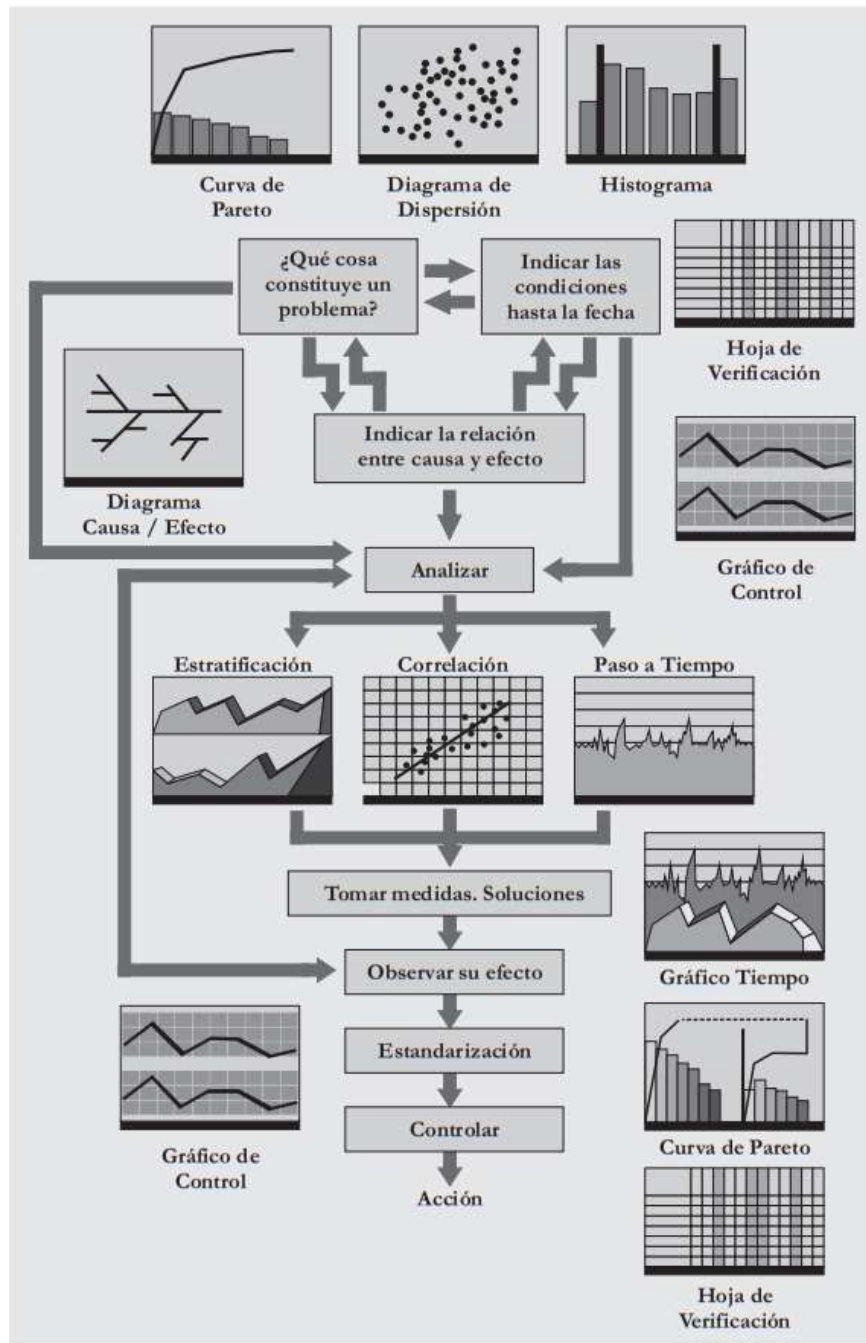 Curva de
Pareto
Diagrama de
Dispersión
Histograma
¿Qué cosa
constituye un
problema?
Indicar las
condiciones
hasta la fecha
Hoja de
Verificación
Indicar la relación
entre causa y efecto
Diagrama
Causa / Efecto
Gráfico de
Control
Analizar
Estratificación
Correlación
Paso a Tiempo
Tomar medidas. Soluciones
Observar su efecto
Gráfico Tiempo
Estandarización
Controlar
Curva de Pareto
Gráfico de
Control
Acción
Hoja de
Verificación